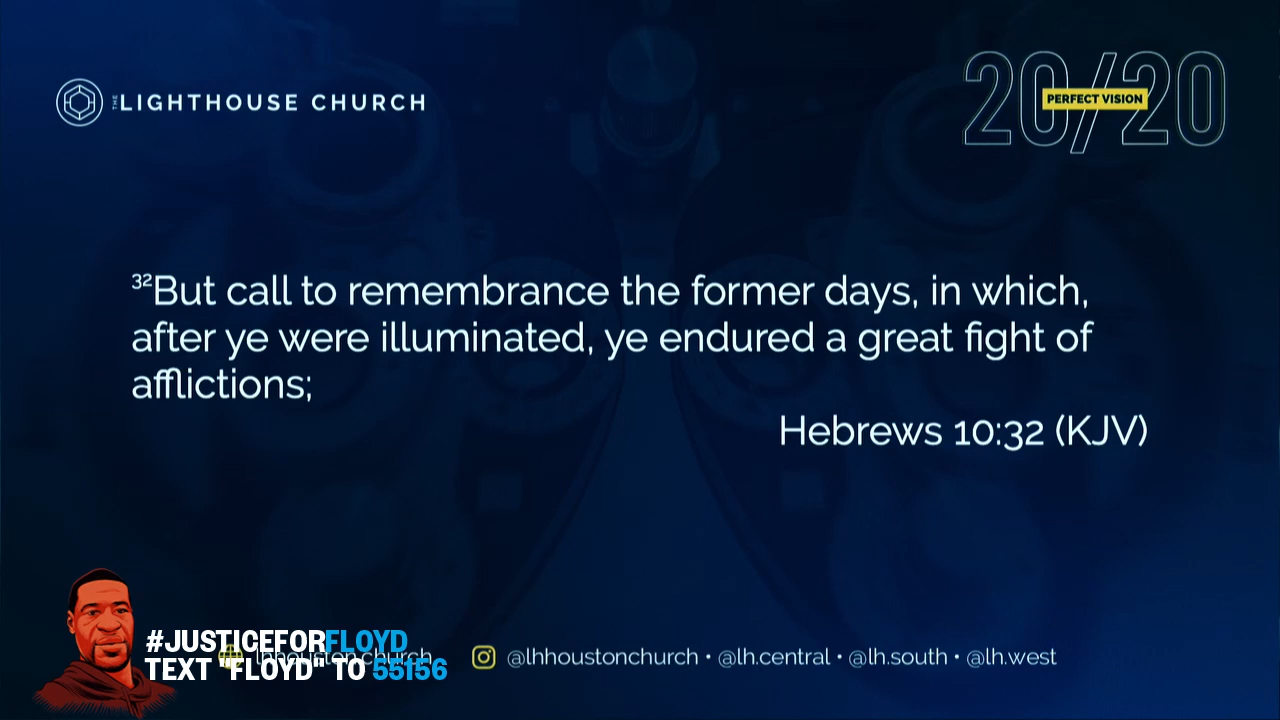 THE LIGHTHOUSE CHURCH
20/20
PERFECT VISION
32But call to remembrance the former days, in which,
after ye were illuminated, ye endured a great fight of
afflictions;
Hebrews 10:32 (KJV)
#JUSTICEFORFLOYD
TEXT "FLOYD" TO 55156
lhhouston.church
@lhhoustonchurch • @lh.central • @lh.south • @lh.west